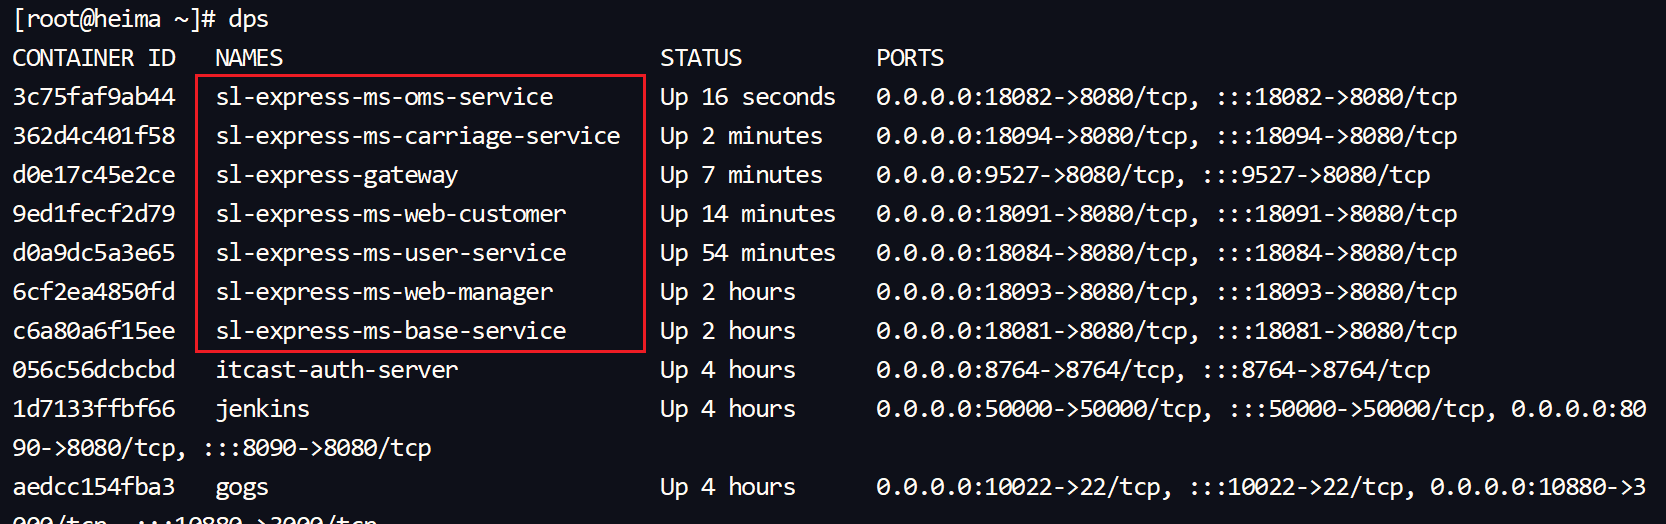 [root@heima ~]# dps
CONTAINER ID   NAMES                            STATUS          PORTS
3c75faf9ab44   sl-express-ms-oms-service        Up 16 seconds   0.0.0.0:18082->8080/tcp, :::18082->8080/tcp
362d4c401f58   sl-express-ms-carriage-service   Up 2 minutes    0.0.0.0:18094->8080/tcp, :::18094->8080/tcp
d0e17c45e2ce   sl-express-gateway               Up 7 minutes    0.0.0.0:9527->8080/tcp, :::9527->8080/tcp
9ed1fecf2d79   sl-express-ms-web-customer       Up 14 minutes   0.0.0.0:18091->8080/tcp, :::18091->8080/tcp
d0a9dc5a3e65   sl-express-ms-user-service       Up 54 minutes   0.0.0.0:18084->8080/tcp, :::18084->8080/tcp
6cf2ea4850fd   sl-express-ms-web-manager        Up 2 hours      0.0.0.0:18093->8080/tcp, :::18093->8080/tcp
c6a80a6f15ee   sl-express-ms-base-service       Up 2 hours      0.0.0.0:18081->8080/tcp, :::18081->8080/tcp
056c56dcbcbd   itcast-auth-server               Up 4 hours      0.0.0.0:8764->8764/tcp, :::8764->8764/tcp
1d7133ffbf66   jenkins                          Up 4 hours      0.0.0.0:50000->50000/tcp, :::50000->50000/tcp, 0.0.0.0:80
90->8080/tcp, :::8090->8080/tcp
aedcc154fba3   gogs                             Up 4 hours      0.0.0.0:10022->22/tcp, :::10022->22/tcp, 0.0.0.0:10880->3
000/tcp, :::10880->3000/tcp